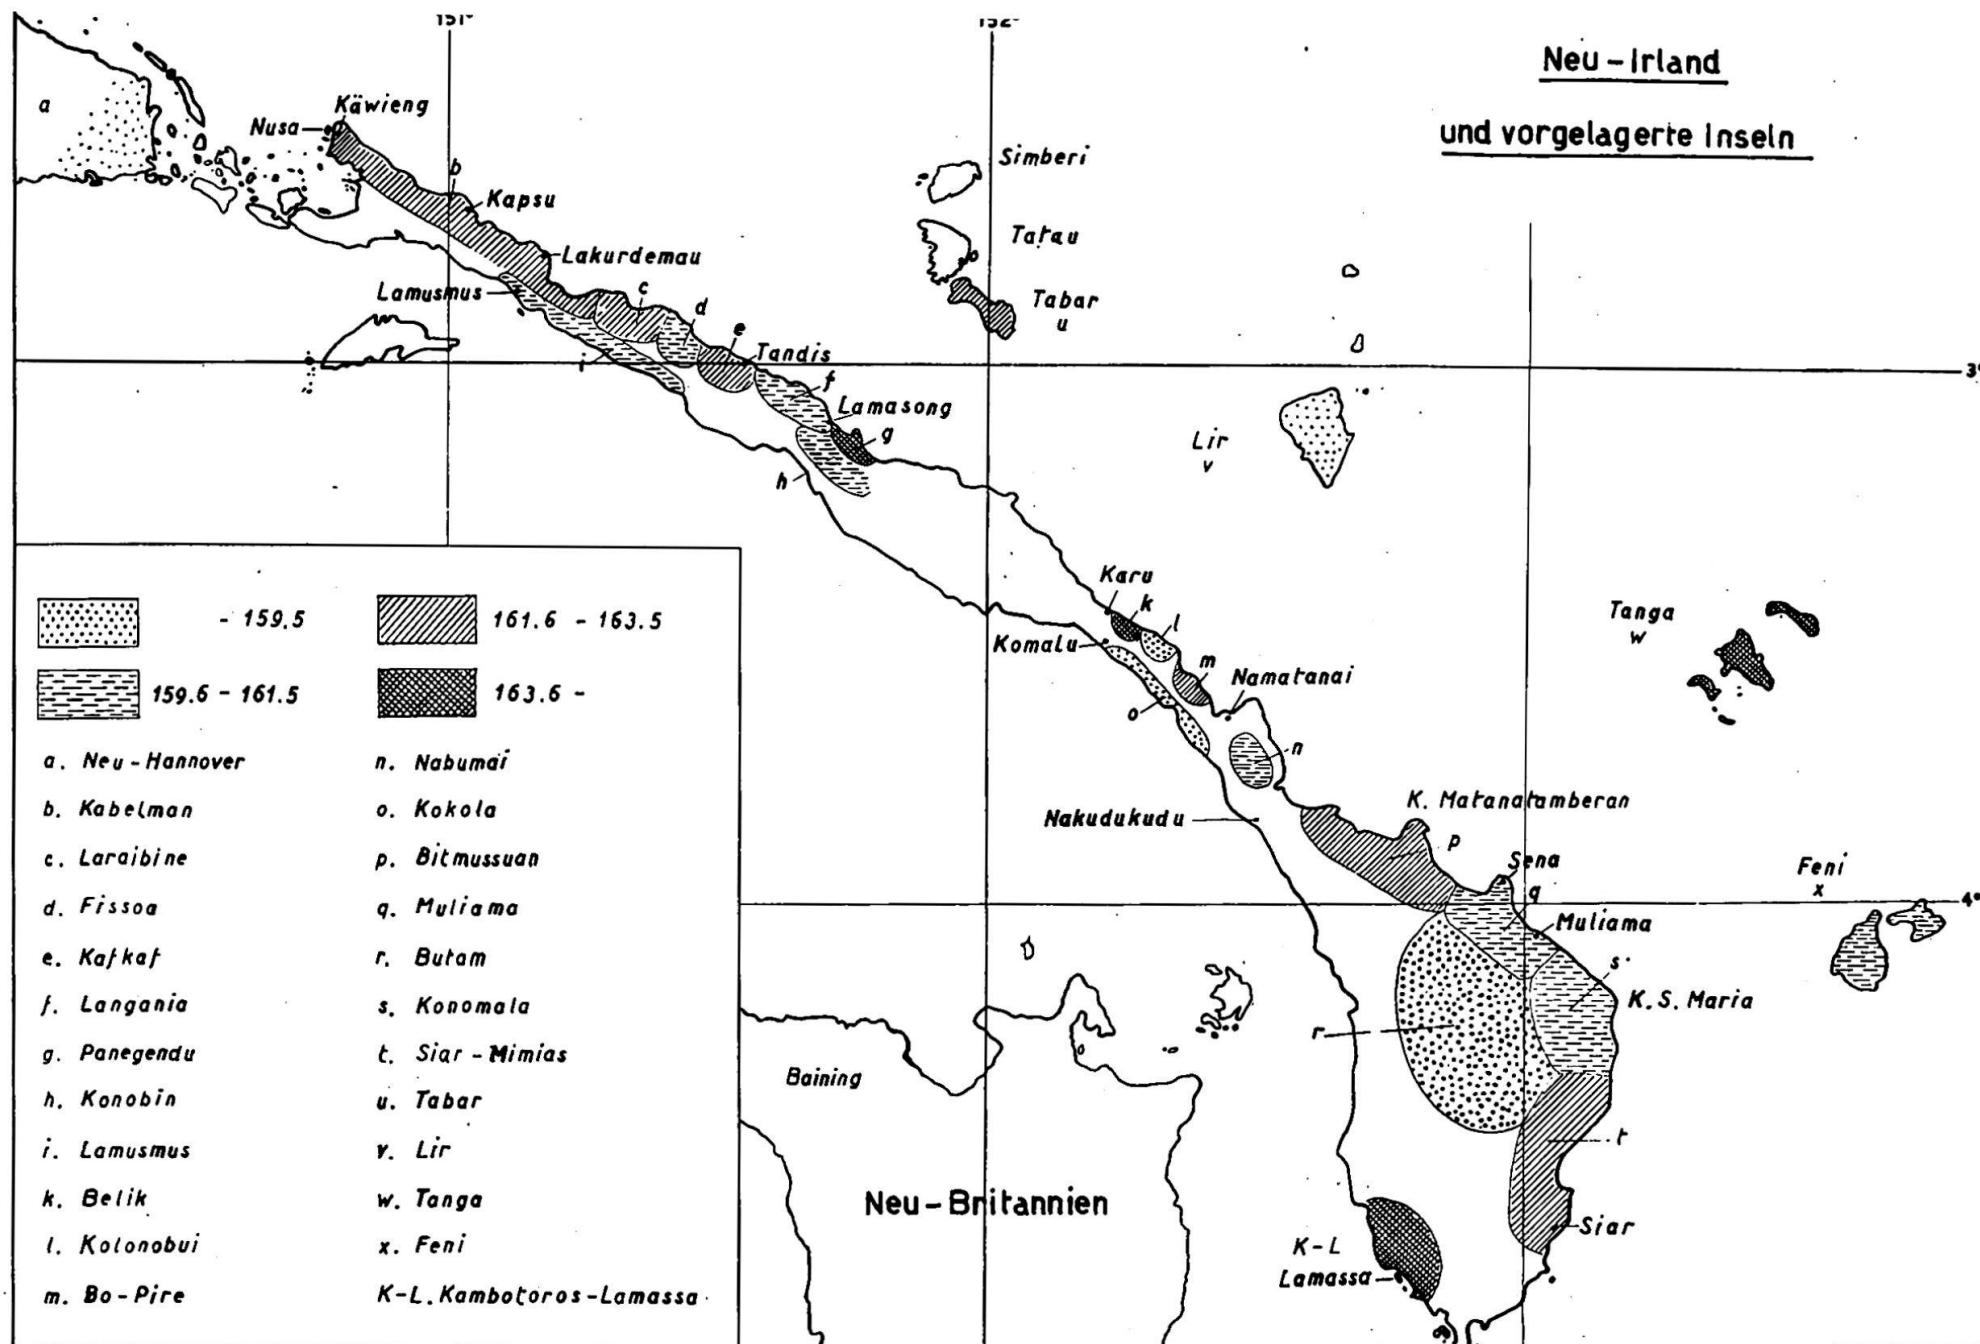 151°
152°
Neu-Irland
und vorgelagerte Inseln
a
Käwieng
Nusa
b
Kapsu
Simberi
Tatau
Lakurdemau
Lamusmus
c
d
Tabar
u
e
Tandis
i
f
3°
Lamasong
g
Lir
v
h
Karu
k
l
Komalu
Tanga
w
m
Namatanai
o
n
K. Matanatamberan
Nakudukudu
p
Sena
Feni
x
q
4°
Muliama
s
K. S. Maria
r
Baining
t
Neu-Britannien
Siar
K-L
Lamassa
- 159.5
161.6 - 163.5
159.6 - 161.5
163.6 -
a. Neu-Hannover
b. Kabelman
c. Laraibine
d. Fissoa
e. Kafkaf
f. Langania
g. Panegendu
h. Konobin
i. Lamusmus
k. Belik
l. Kolonobui
m. Bo-Pire
n. Nabumai
o. Kokola
p. Bitmussuan
q. Muliama
r. Butam
s. Konomala
t. Siar-Mimias
u. Tabar
v. Lir
w. Tanga
x. Feni
K-L. Kambotoros-Lamassa